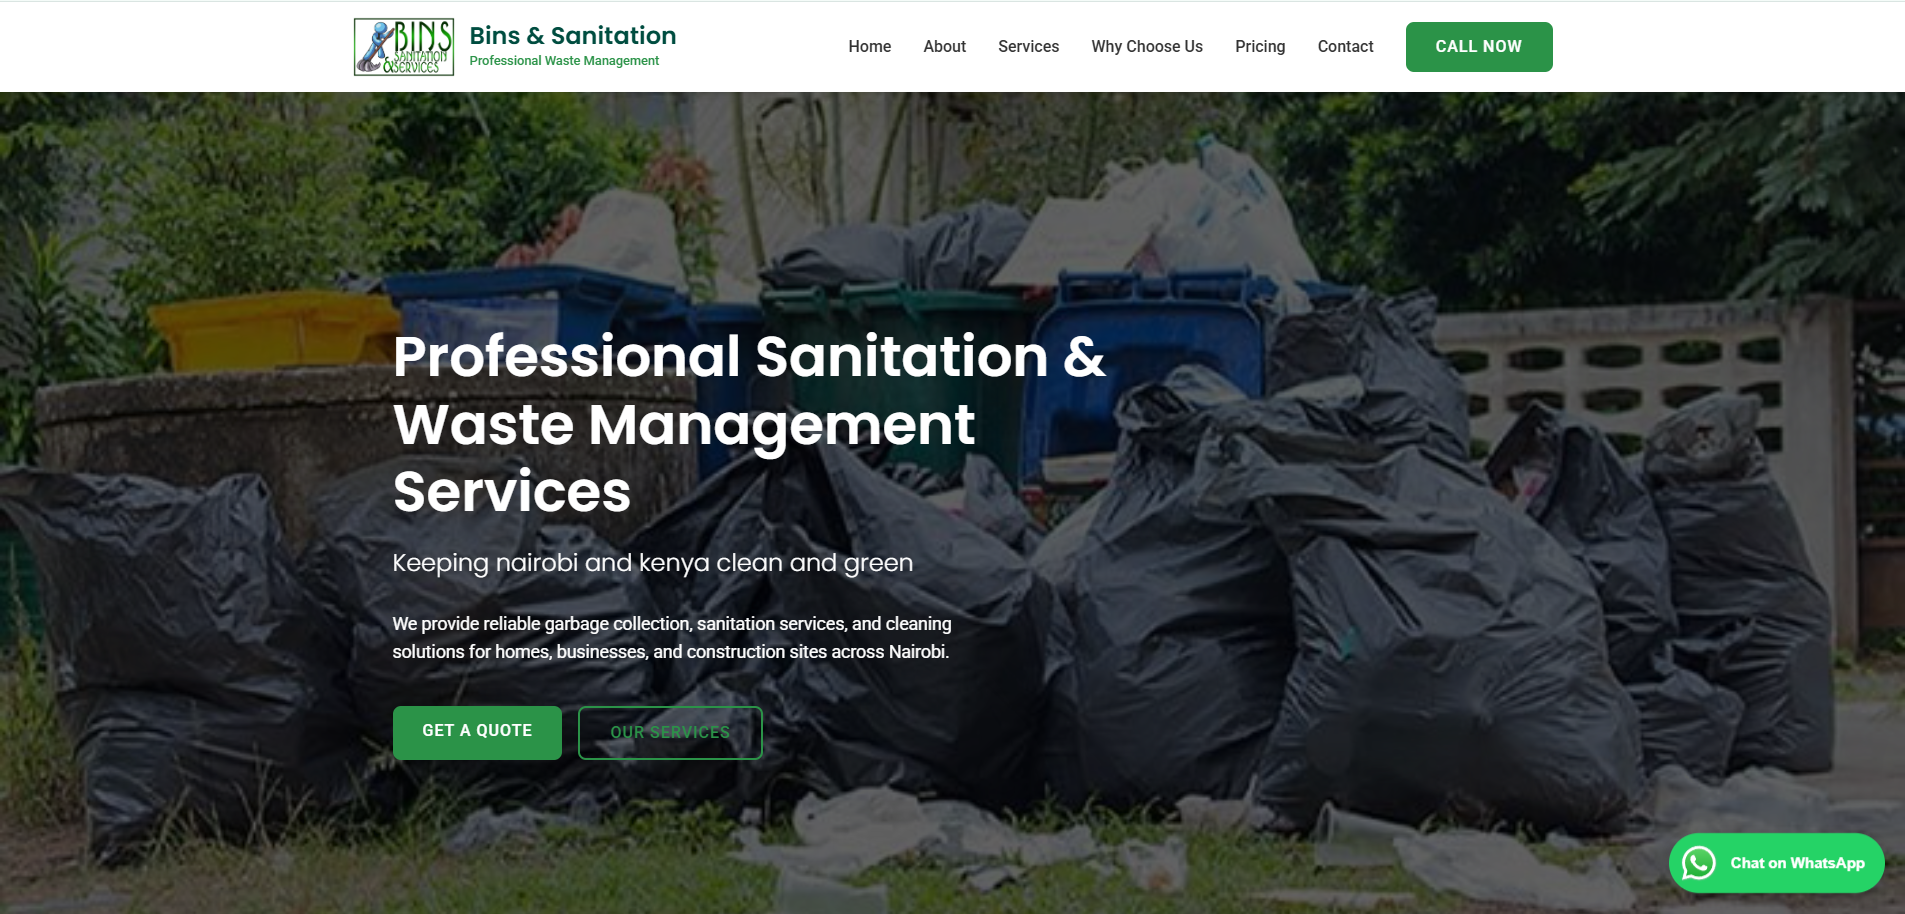 BINS
SANITATION
&SERVICES
Bins & Sanitation
Professional Waste Management
Home
About
Services
Why Choose Us
Pricing
Contact
CALL NOW
Professional Sanitation &
Waste Management
Services
Keeping nairobi and kenya clean and green
We provide reliable garbage collection, sanitation services, and cleaning
solutions for homes, businesses, and construction sites across Nairobi.
GET A QUOTE
OUR SERVICES
Chat on WhatsApp